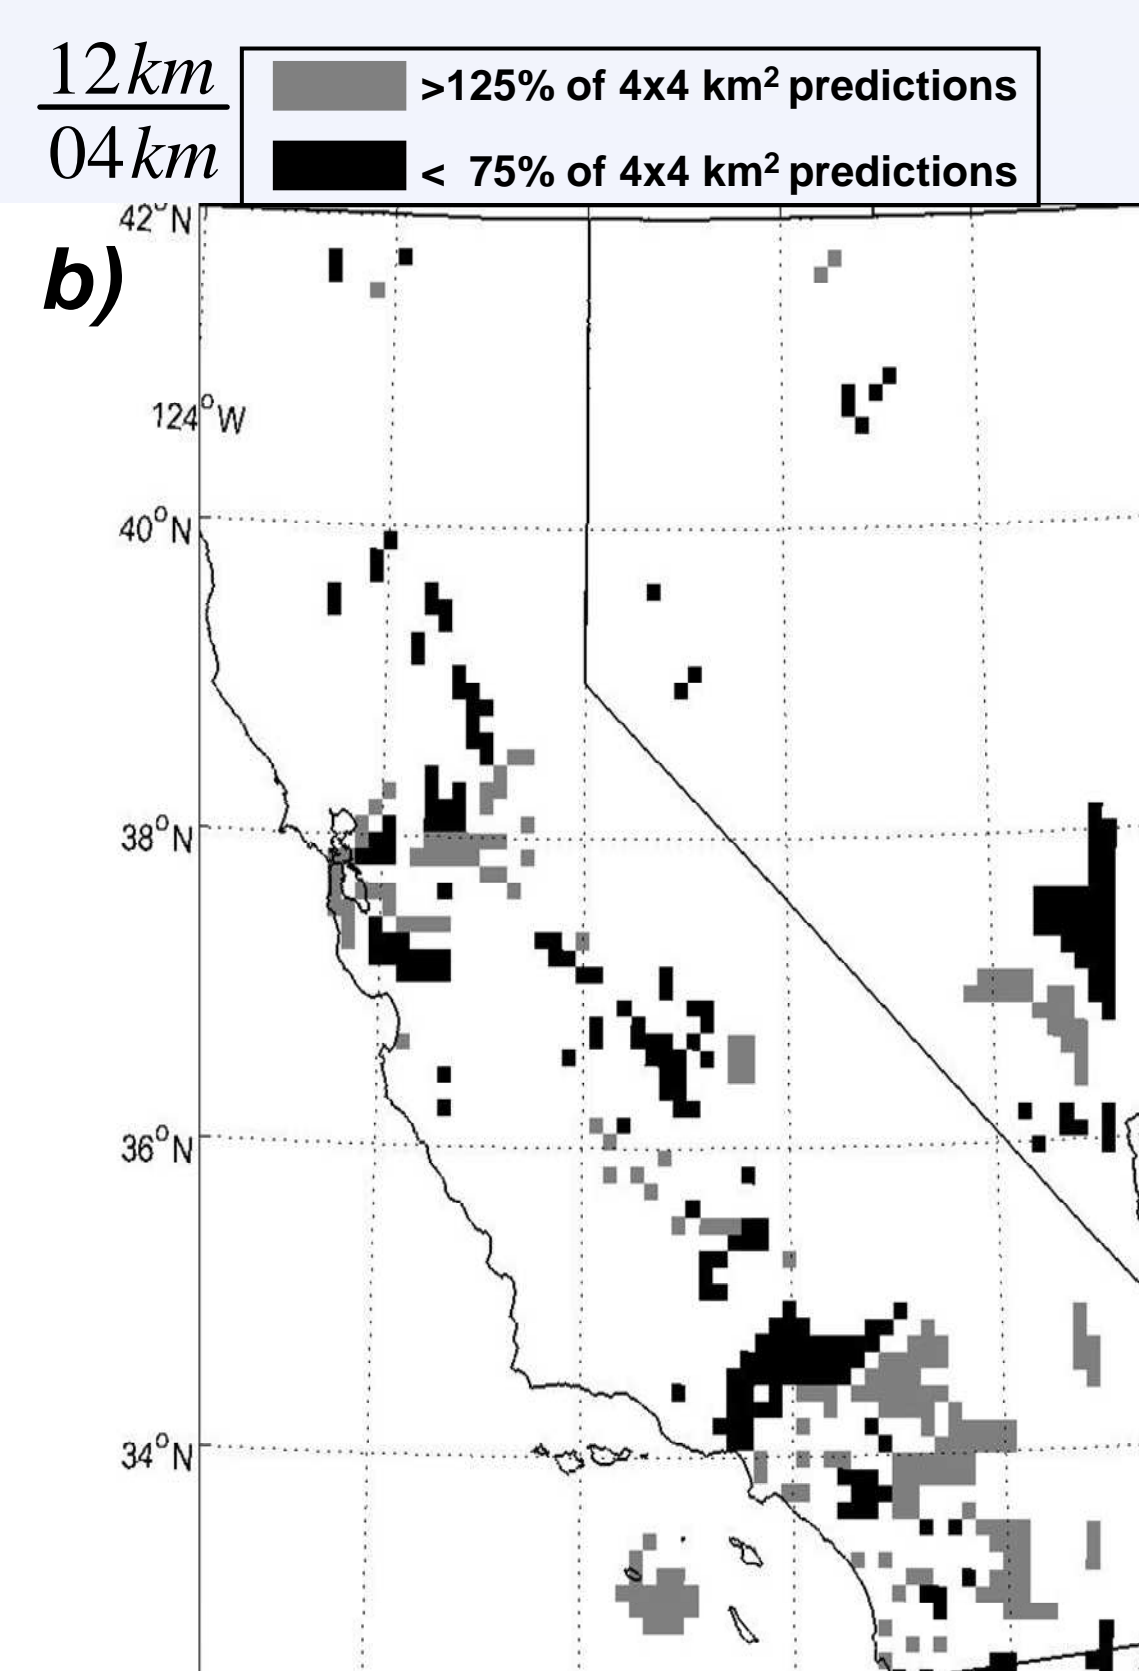 12km
04km
>125% of 4x4 km² predictions
< 75% of 4x4 km² predictions
42°N
b)
124°W
40°N
38°N
36°N
34°N